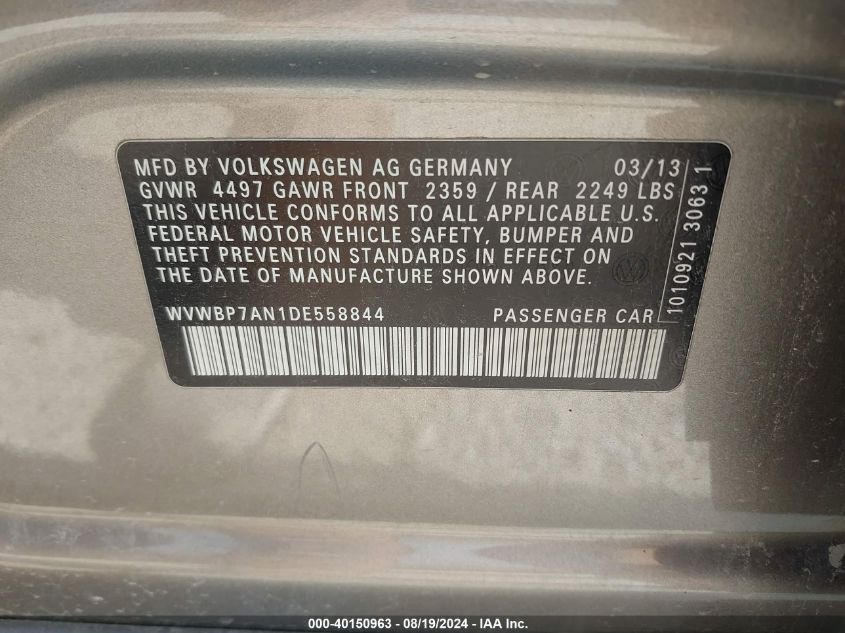 MFD BY VOLKSWAGEN AG GERMANY 03/13
GVWR 4497 GAWR FRONT 2359 / REAR 2249 LBS
THIS VEHICLE CONFORMS TO ALL APPLICABLE U.S.
FEDERAL MOTOR VEHICLE SAFETY, BUMPER AND
THEFT PREVENTION STANDARDS IN EFFECT ON
THE DATE OF MANUFACTURE SHOWN ABOVE.
WVWBP7AN1DE558844 PASSENGER CAR
1010921 3063 1
000-40150963 - 08/19/2024 - IAA Inc.